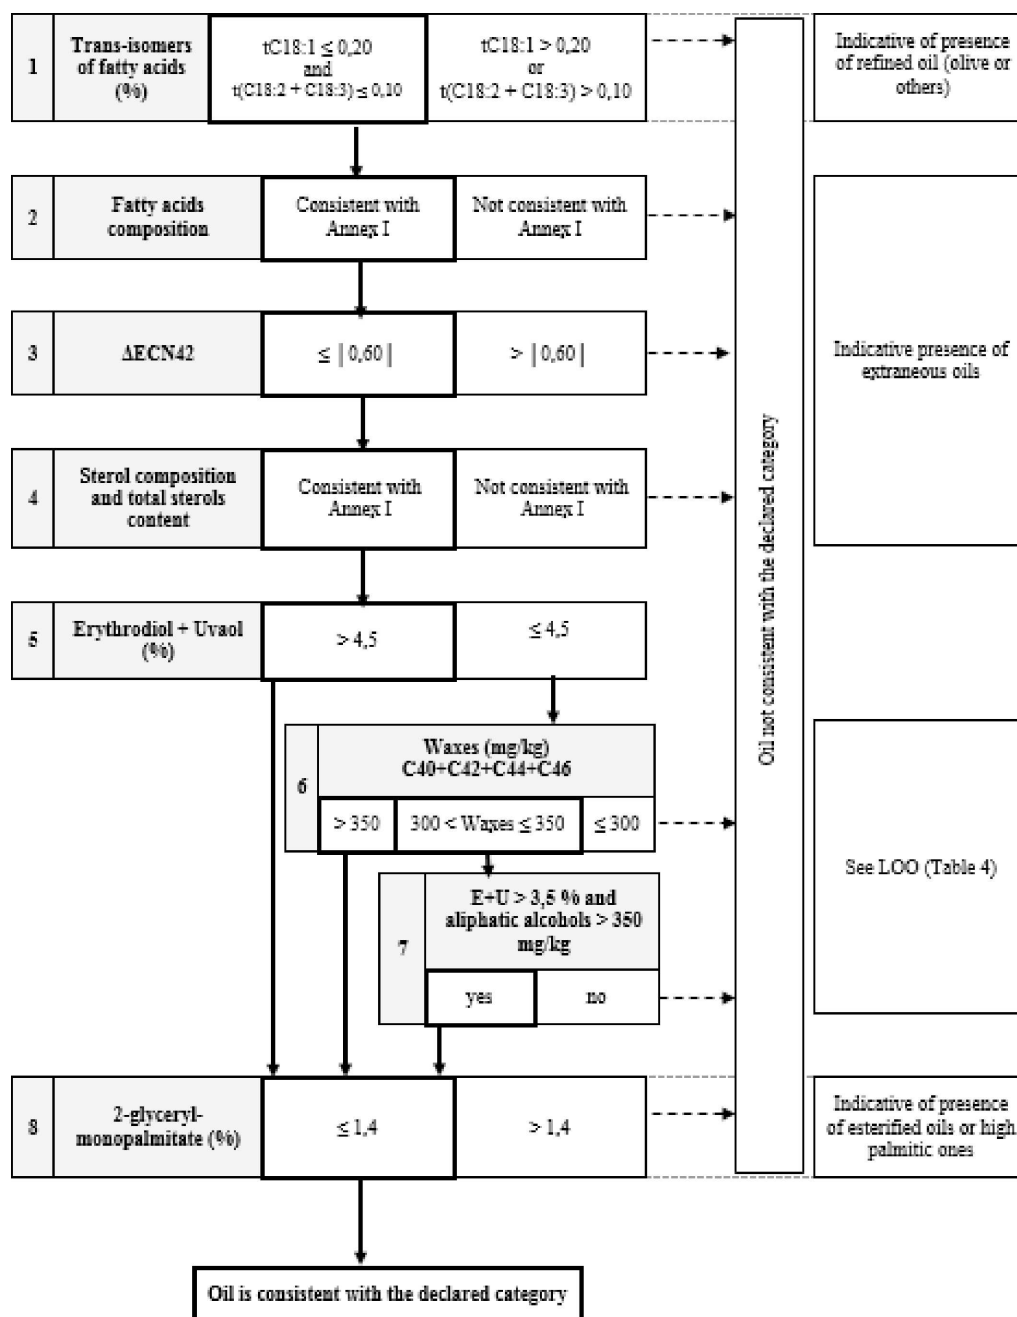 1
Trans-isomers
of fatty acids
(%)
tC18:1 ≤ 0,20
and
t(C18:2 + C18:3) ≤ 0,10
tC18:1 > 0,20
or
t(C18:2 + C18:3) > 0,10
Indicative of presence
of refined oil (olive or
others)
2
Fatty acids
composition
Consistent with
Annex I
Not consistent with
Annex I
3
ΔECN42
≤ | 0,60 |
> | 0,60 |
Indicative presence of
extraneous oils
4
Sterol composition
and total sterols
content
Consistent with
Annex I
Not consistent with
Annex I
Oil not consistent with the declared category
5
Erythrodiol + Uvaol
(%)
> 4,5
≤ 4,5
6
Waxes (mg/kg)
C40+C42+C44+C46
> 350
300 < Waxes ≤ 350
≤ 300
See LOO (Table 4)
7
E+U > 3,5 % and
aliphatic alcohols > 350
mg/kg
yes
no
8
2-glyceryl-
monopalmitate (%)
≤ 1,4
> 1,4
Indicative of presence
of esterified oils or high
palmitic ones
Oil is consistent with the declared category